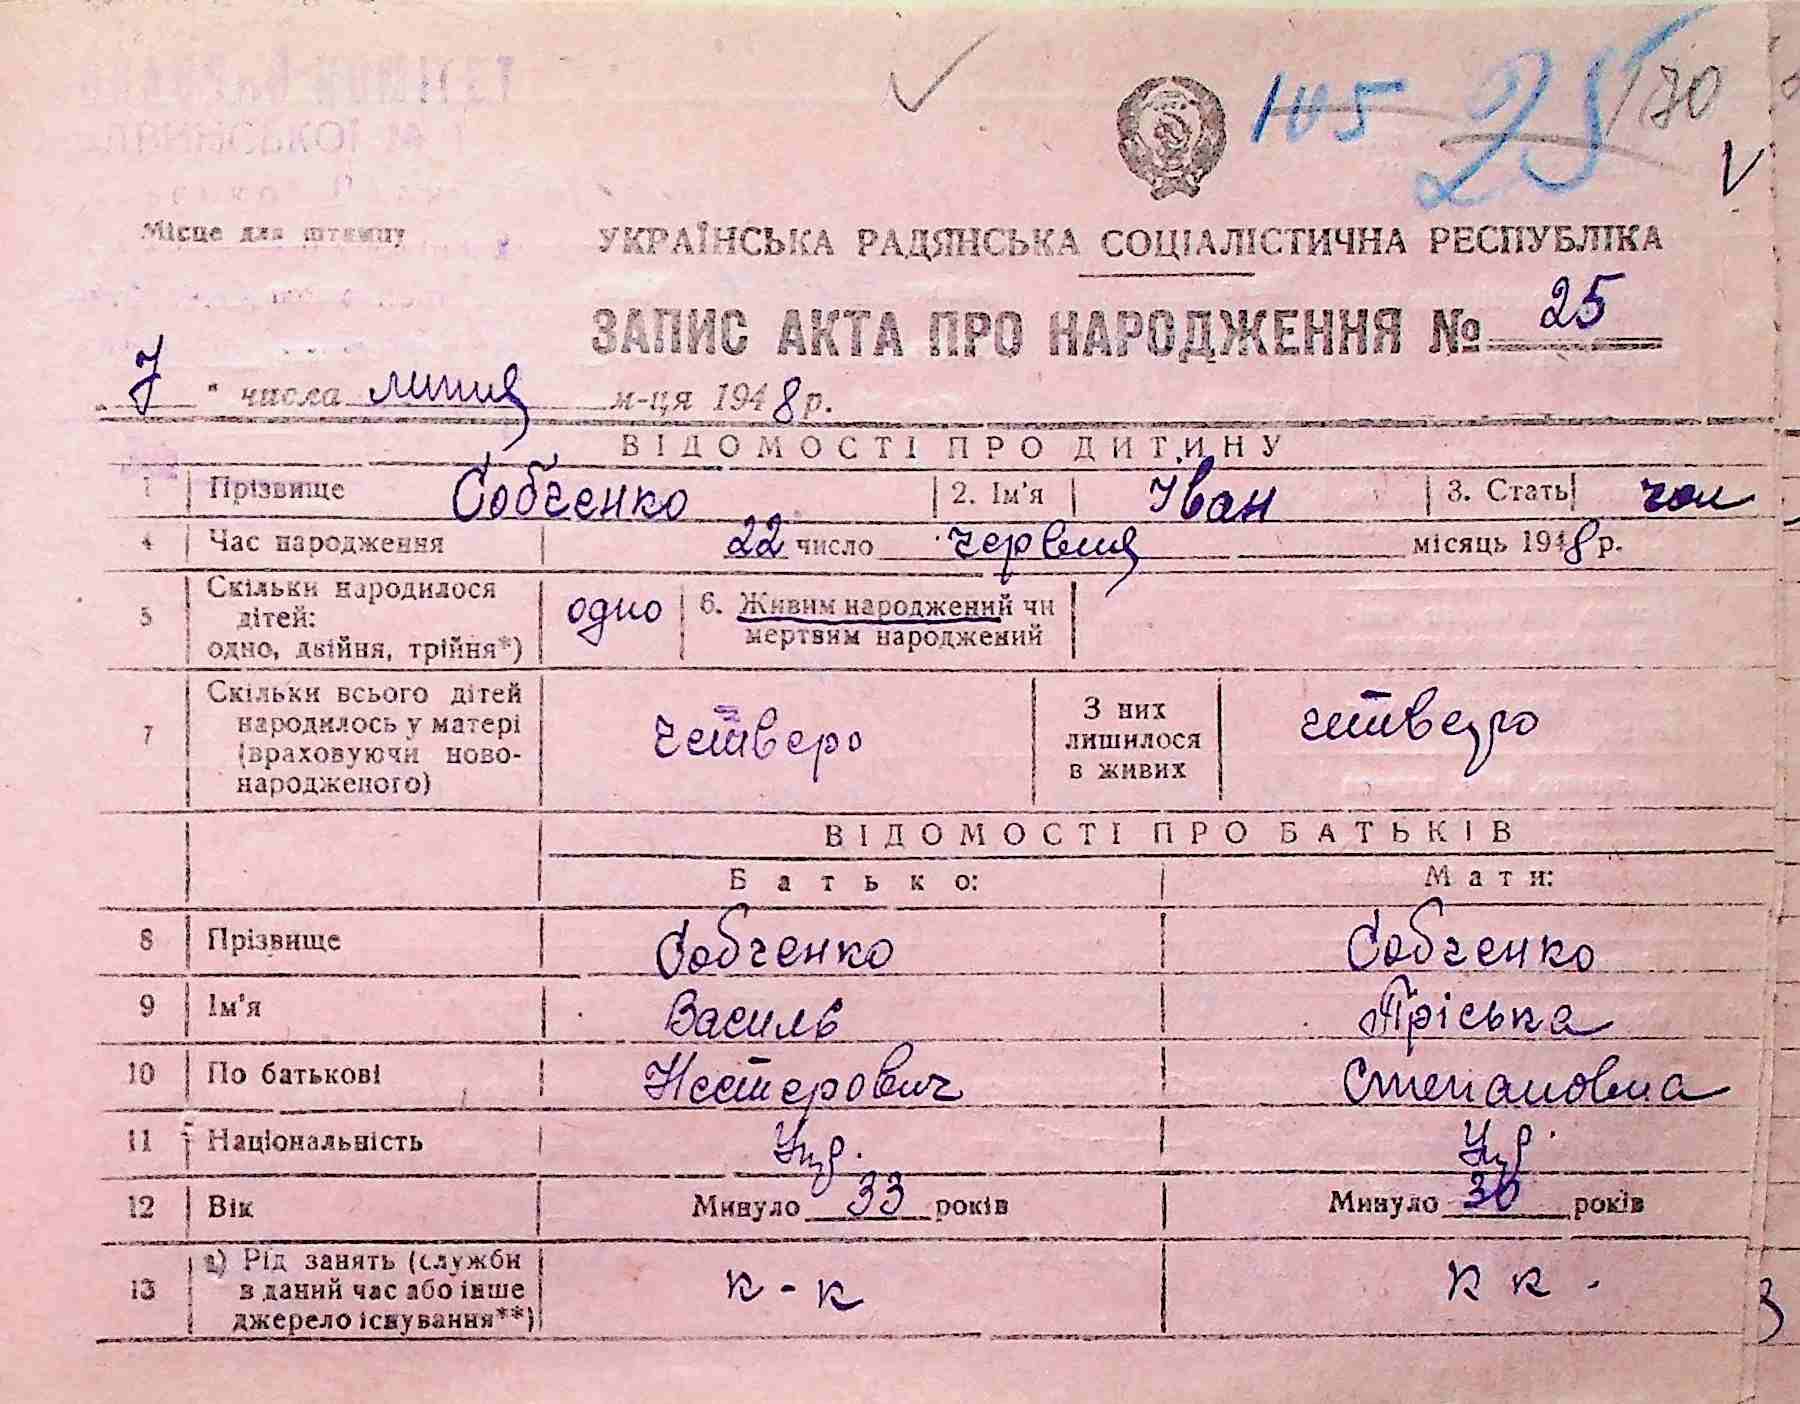 105 25 170
Місце для штампу
УКРАЇНСЬКА РАДЯНСЬКА СОЦІАЛІСТИЧНА РЕСПУБЛІКА
ЗАПИС АКТА ПРО НАРОДЖЕННЯ № 25
7 " числа липня м-ця 1948 р.
ВІДОМОСТІ ПРО ДИТИНУ
1 Прізвище Собченко 2. Ім'я Іван 3. Стать чол
4 Час народження 22 число червня місяць 1948 р.
5 Скільки народилося дітей: одно, двійня, трійня*) одно 6. Живим народжений чи мертвим народжений
7 Скільки всього дітей народилось у матері (враховуючи ново-народженого) четверо З них лишилося в живих четверо
ВІДОМОСТІ ПРО БАТЬКІВ
Батько: Мати:
8 Прізвище Собченко Собченко
9 Ім'я Василь Пріська
10 По батькові Нестерович Степановна
11 Національність Укр. Укр.
12 Вік Минуло 33 років Минуло 30 років
13 а) Рід занять (служби в даний час або інше джерело існування**) к-к к к -